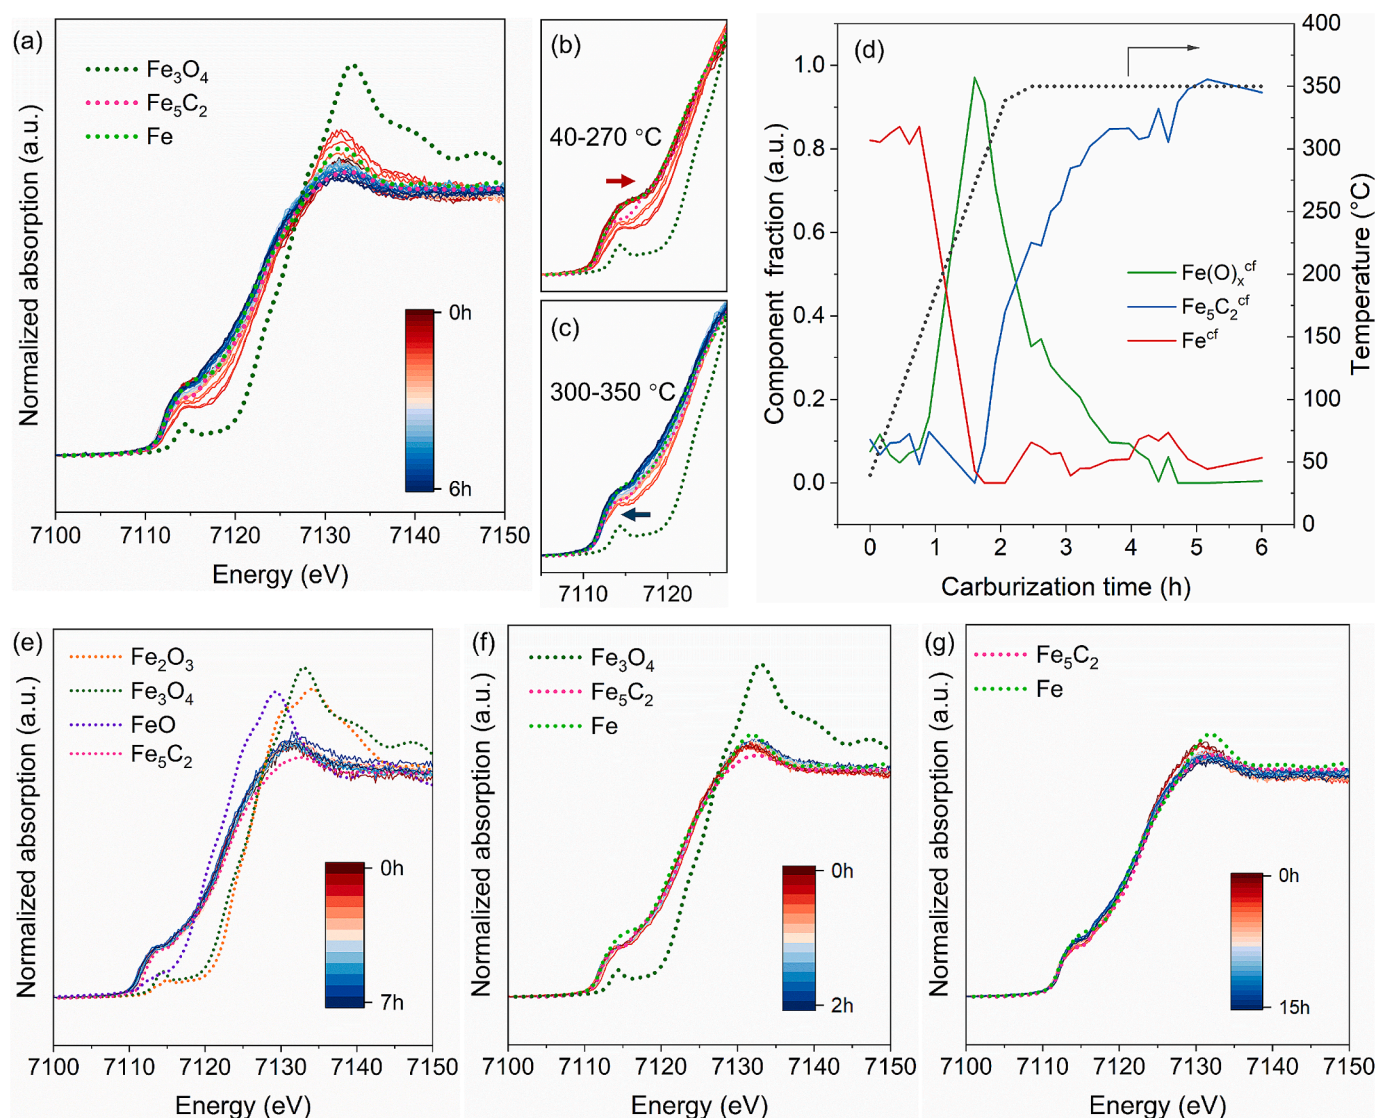 (a)
Fe₃O₄
Fe₅C₂
Fe
0h
6h
Normalized absorption (a.u.)
7100 7110 7120 7130 7140 7150
Energy (eV)
(b)
40-270 °C
(c)
300-350 °C
7110 7120
(d)
1.0
0.8
0.6
0.4
0.2
0.0
Component fraction (a.u.)
400
350
300
250
200
150
100
50
0
Temperature (°C)
Fe(O)ₓᶜᶠ
Fe₅C₂ᶜᶠ
Feᶜᶠ
0 1 2 3 4 5 6
Carburization time (h)
(e)
Fe₂O₃
Fe₃O₄
FeO
Fe₅C₂
0h
7h
Normalized absorption (a.u.)
7100 7110 7120 7130 7140 7150
Energy (eV)
(f)
Fe₃O₄
Fe₅C₂
Fe
0h
2h
Normalized absorption (a.u.)
7100 7110 7120 7130 7140 7150
Energy (eV)
(g)
Fe₅C₂
Fe
0h
15h
Normalized absorption (a.u.)
7100 7110 7120 7130 7140 7150
Energy (eV)